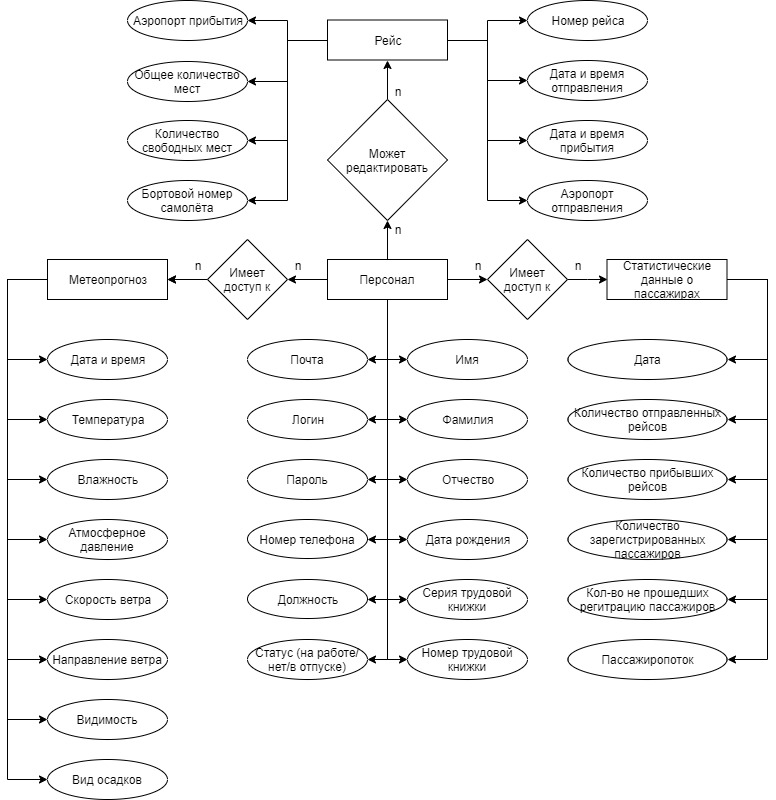 Аэропорт прибытия
Рейс
Номер рейса
Общее количество
мест
Дата и время
отправления
n
Количество
свободных мест
Может
редактировать
Дата и время
прибытия
Бортовой номер
самолёта
Аэропорт
отправления
n
Метеопрогноз
n
Имеет
доступ к
n
Персонал
n
Имеет
доступ к
n
Статистические
данные о
пассажирах
Дата и время
Почта
Имя
Дата
Температура
Логин
Фамилия
Количество отправленных
рейсов
Влажность
Пароль
Отчество
Количество прибывших
рейсов
Атмосферное
давление
Номер телефона
Дата рождения
Количество
зарегистрированных
пассажиров
Скорость ветра
Должность
Серия трудовой
книжки
Кол-во не прошедших
регитрацию пассажиров
Направление ветра
Статус (на работе/
нет/в отпуске)
Номер трудовой
книжки
Пассажиропоток
Видимость
Вид осадков